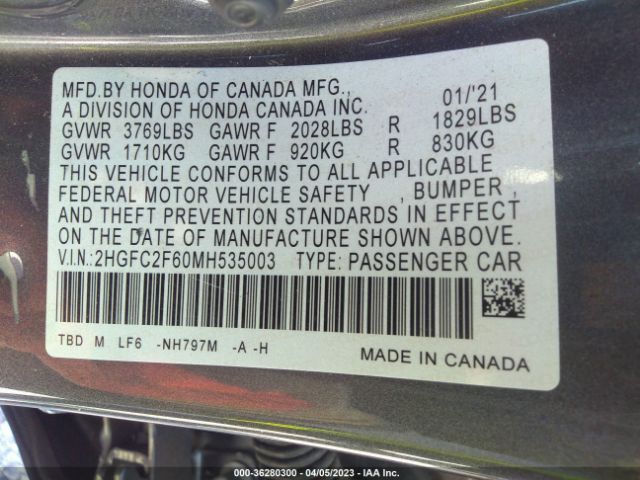 MFD.BY HONDA OF CANADA MFG., 01/'21
A DIVISION OF HONDA CANADA INC.
GVWR 3769LBS GAWR F 2028LBS R 1829LBS
GVWR 1710KG GAWR F 920KG R 830KG
THIS VEHICLE CONFORMS TO ALL APPLICABLE
FEDERAL MOTOR VEHICLE SAFETY , BUMPER ,
AND THEFT PREVENTION STANDARDS IN EFFECT
ON THE DATE OF MANUFACTURE SHOWN ABOVE.
V.I.N.:2HGFC2F60MH535003 TYPE: PASSENGER CAR
TBD M LF6 -NH797M -A -H
MADE IN CANADA
000-36280300 - 04/05/2023 - IAA Inc.